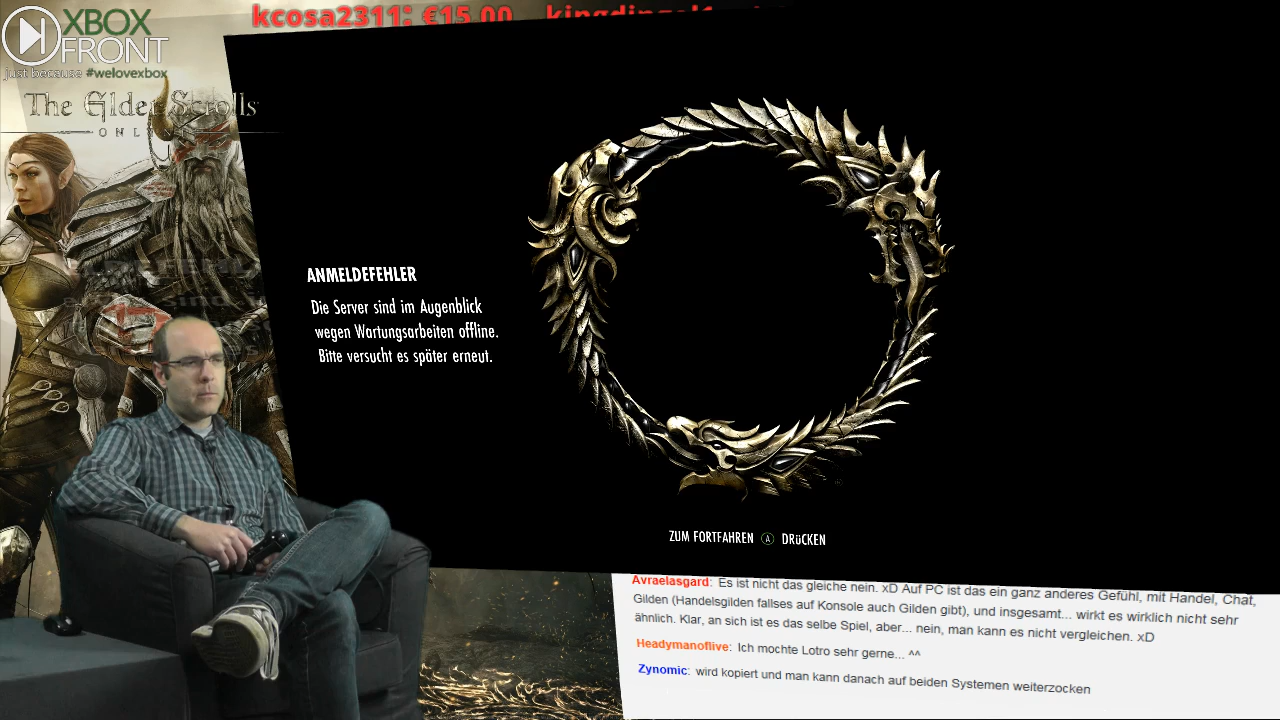 kcosa2311: €15.00
XBOX
FRONT
just because #welovexbox
The Elder Scrolls
ONL
ANMELDEFEHLER
Die Server sind im Augenblick
wegen Wartungsarbeiten offline.
Bitte versucht es später erneut.
ZUM FORTFAHREN A DRÜCKEN
Avraelasgard: Es ist nicht das gleiche nein. xD Auf PC ist das ein ganz anderes Gefühl, mit Handel, Chat,
Gilden (Handelsgilden fallses auf Konsole auch Gilden gibt), und insgesamt... wirkt es wirklich nicht sehr
ähnlich. Klar, an sich ist es das selbe Spiel, aber... nein, man kann es nicht vergleichen. xD
Headymanoflive: Ich mochte Lotro sehr gerne... ^^
Zynomic: wird kopiert und man kann danach auf beiden Systemen weiterzocken